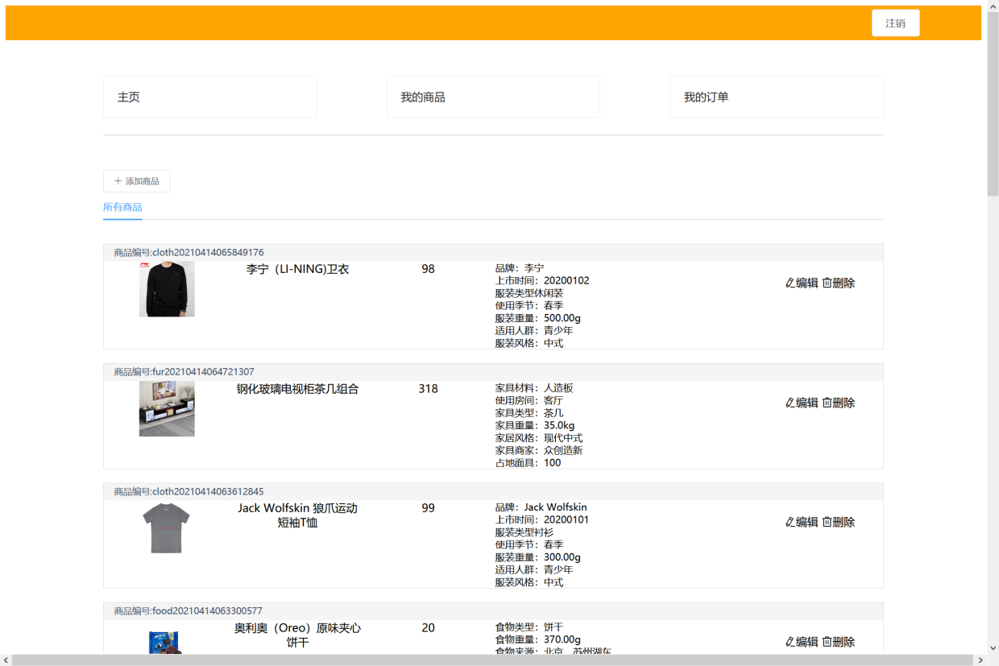 注销
主页
我的商品
我的订单
添加商品
所有商品
商品编号:cloth20210414065849176
李宁（LI-NING)卫衣
98
品牌：李宁
上市时间：20200102
服装类型休闲装
使用季节：春季
服装重量：500.00g
适用人群：青少年
服装风格：中式
编辑 删除
商品编号:fur20210414064721307
钢化玻璃电视柜茶几组合
318
家具材料：人造板
使用房间：客厅
家具类型：茶几
家具重量：35.0kg
家居风格：现代中式
家具商家：众创造新
占地面具：100
编辑 删除
商品编号:cloth20210414063612845
Jack Wolfskin 狼爪运动
短袖T恤
99
品牌：Jack Wolfskin
上市时间：20200101
服装类型衬衫
使用季节：春季
服装重量：300.00g
适用人群：青少年
服装风格：中式
编辑 删除
商品编号:food20210414063300577
奥利奥（Oreo）原味夹心
饼干
20
食物类型：饼干
食物重量：370.00g
食物来源：北京、苏州湖东
编辑 删除